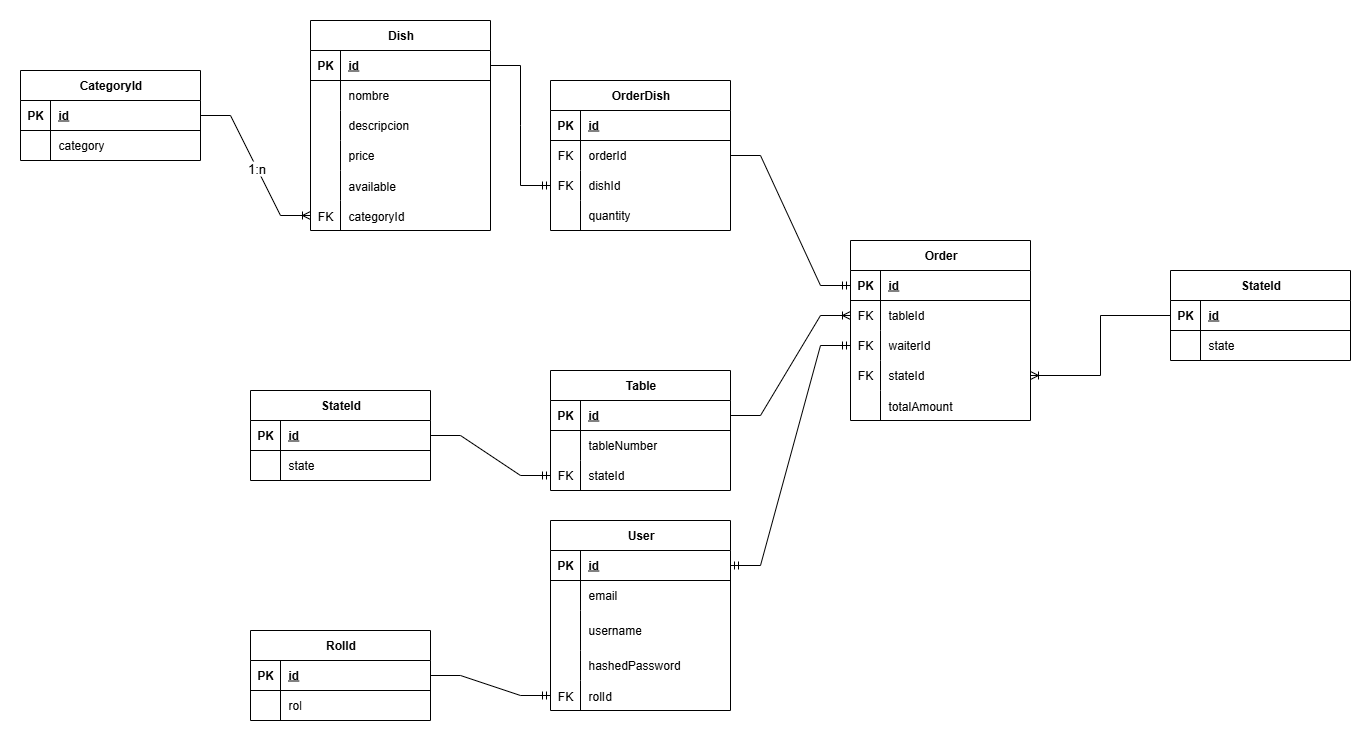 CategoryId
PK id
category
1:n
Dish
PK id
nombre
descripcion
price
available
FK categoryId
OrderDish
PK id
FK orderId
FK dishId
quantity
Order
PK id
FK tableId
FK waiterId
FK stateId
totalAmount
StateId
PK id
state
StateId
PK id
state
Table
PK id
tableNumber
FK stateId
User
PK id
email
username
hashedPassword
FK rolId
RolId
PK id
rol